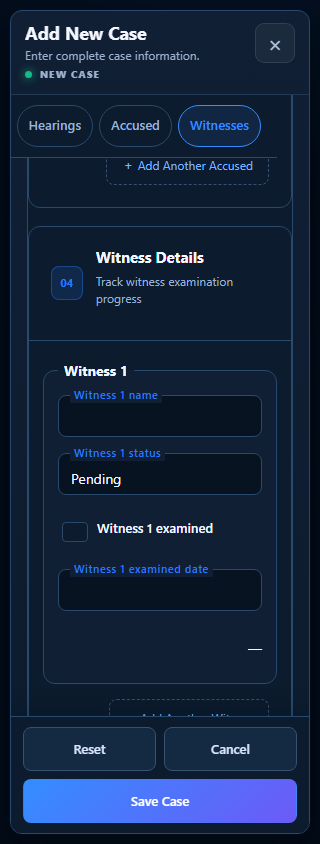 Add New Case
Enter complete case information.
NEW CASE
Hearings
Accused
Witnesses
+ Add Another Accused
04
Witness Details
Track witness examination
progress
Witness 1
Witness 1 name
Witness 1 status
Pending
Witness 1 examined
Witness 1 examined date
—
Add Another
Reset
Cancel
Save Case